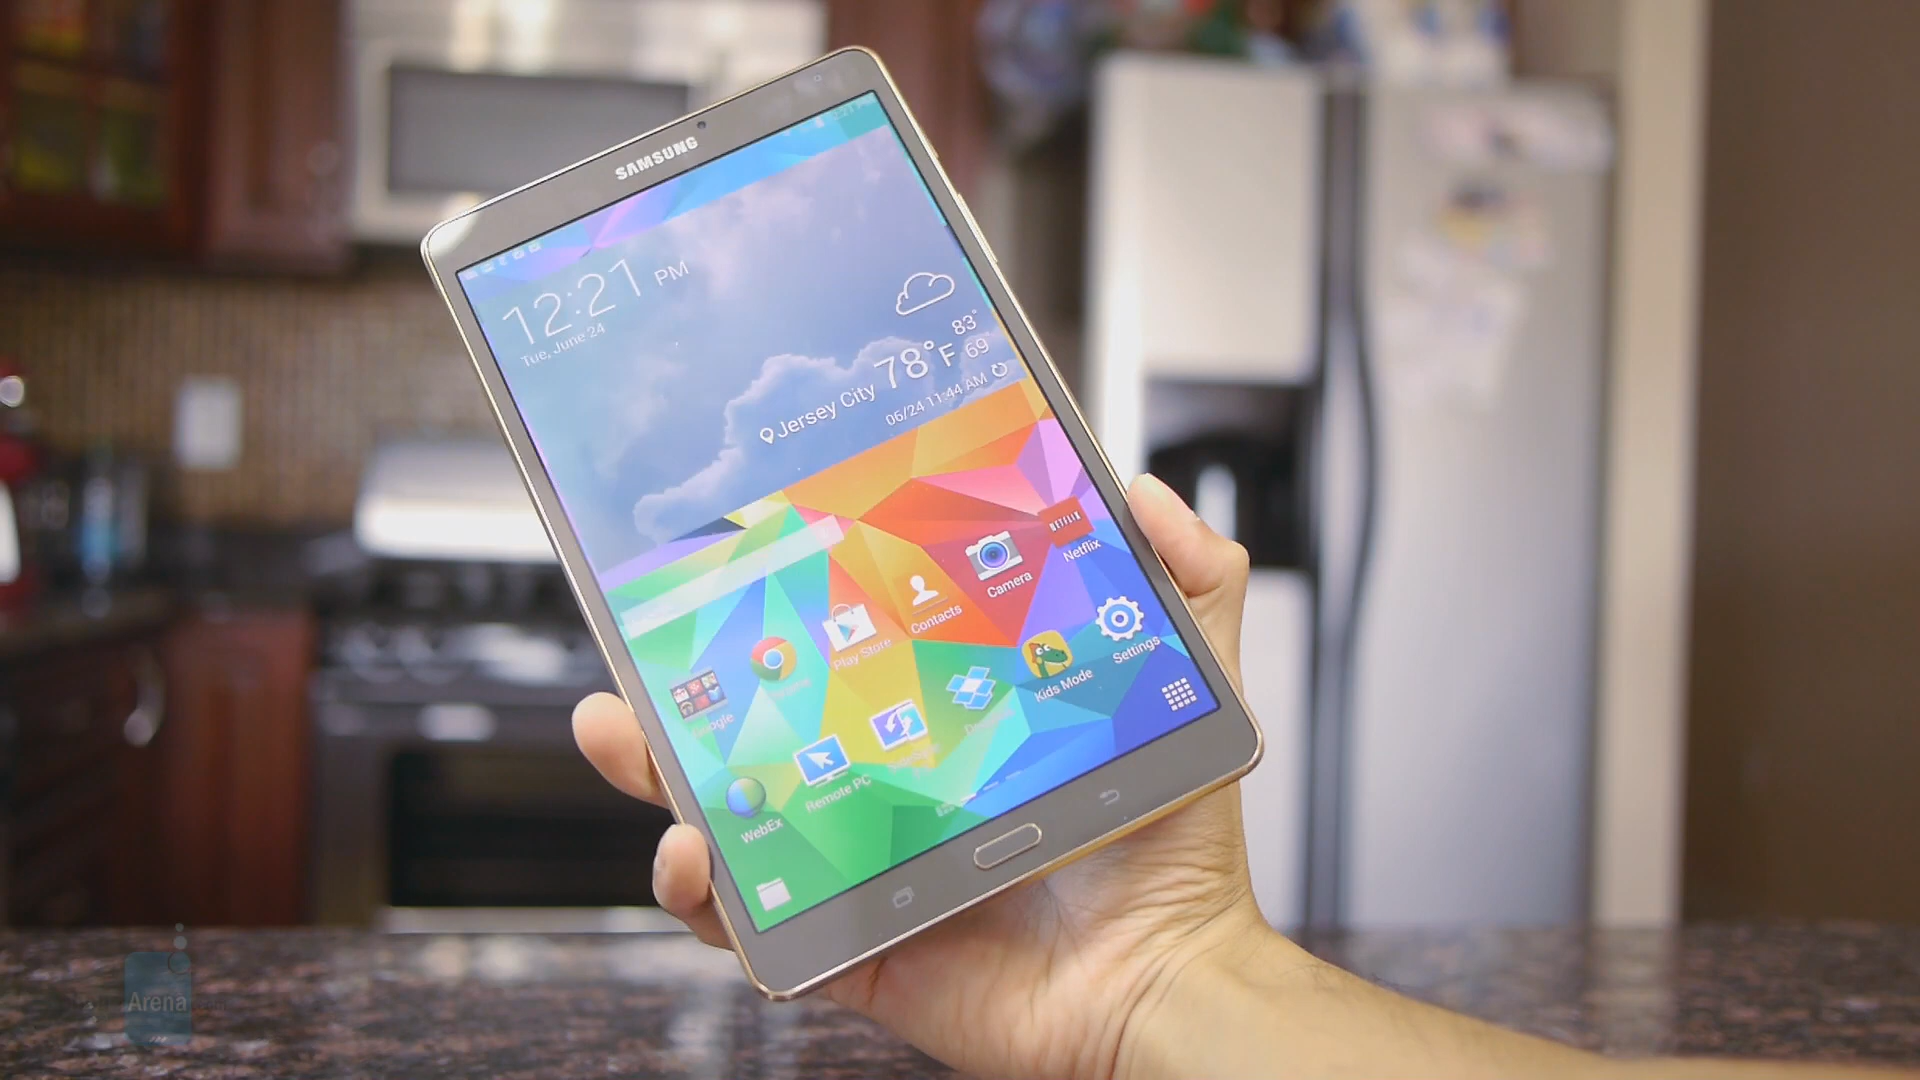 SAMSUNG
12:21 PM
Tue, June 24
83°
78°F 69
Jersey City
06/24 11:44 AM
NETFLIX
Netflix
Camera
Contacts
Play Store
Google
Settings
Kids Mode
Remote PC
WebEx
Arena